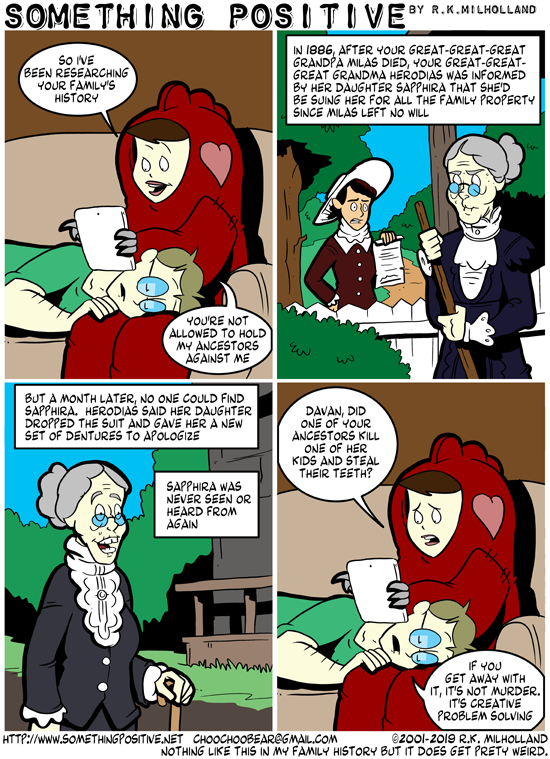 SOMETHING POSITIVE BY R.K.MILHOLLAND
SO I'VE
BEEN RESEARCHING
YOUR FAMILY'S
HISTORY
YOU'RE NOT
ALLOWED TO HOLD
MY ANCESTORS
AGAINST ME
IN 1886, AFTER YOUR GREAT-GREAT-GREAT
GRANDPA MILAS DIED, YOUR GREAT-GREAT-
GREAT GRANDMA HERODIAS WAS INFORMED
BY HER DAUGHTER SAPPHIRA THAT SHE'D
BE SUING HER FOR ALL THE FAMILY PROPERTY
SINCE MILAS LEFT NO WILL
BUT A MONTH LATER, NO ONE COULD FIND
SAPPHIRA. HERODIAS SAID HER DAUGHTER
DROPPED THE SUIT AND GAVE HER A NEW
SET OF DENTURES TO APOLOGIZE
SAPPHIRA WAS
NEVER SEEN OR
HEARD FROM
AGAIN
DAVAN, DID
ONE OF YOUR
ANCESTORS KILL
ONE OF HER
KIDS AND STEAL
THEIR TEETH?
IF YOU
GET AWAY WITH
IT, IT'S NOT MURDER.
IT'S CREATIVE
PROBLEM SOLVING
HTTP://WWW.SOMETHINGPOSITIVE.NET CHOOCHOOBEAR@GMAIL.COM ©2001-2019 R.K. MILHOLLAND
NOTHING LIKE THIS IN MY FAMILY HISTORY BUT IT DOES GET PRETY WEIRD.